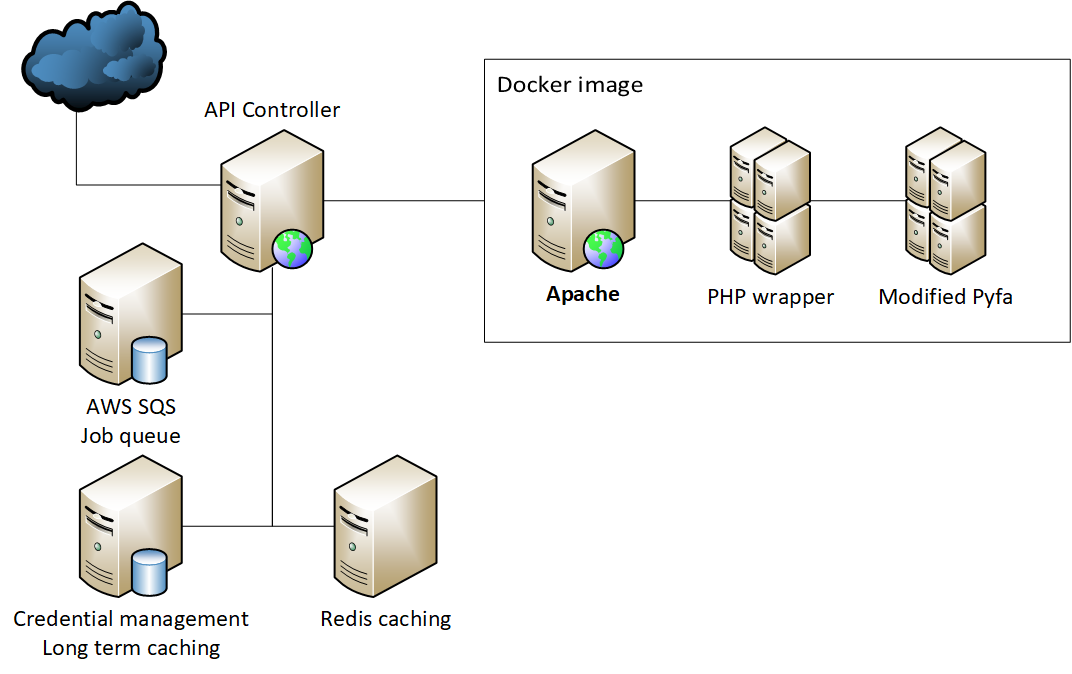 API Controller
Docker image
Apache
PHP wrapper
Modified Pyfa
AWS SQS
Job queue
Credential management
Long term caching
Redis caching